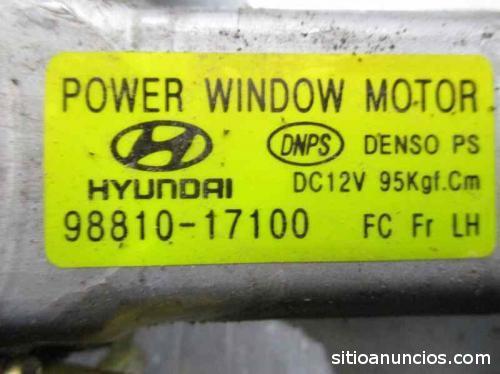 POWER WINDOW MOTOR
DNPS DENSO PS
HYUNDAI DC12V 95Kgf.Cm
98810-17100 FC Fr LH
sitioanuncios.com